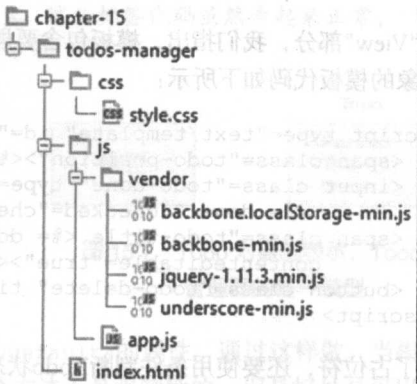 chapter-15
todos-manager
css
style.css
js
vendor
backbone.localStorage-min.js
backbone-min.js
jquery-1.11.3.min.js
underscore-min.js
app.js
index.html